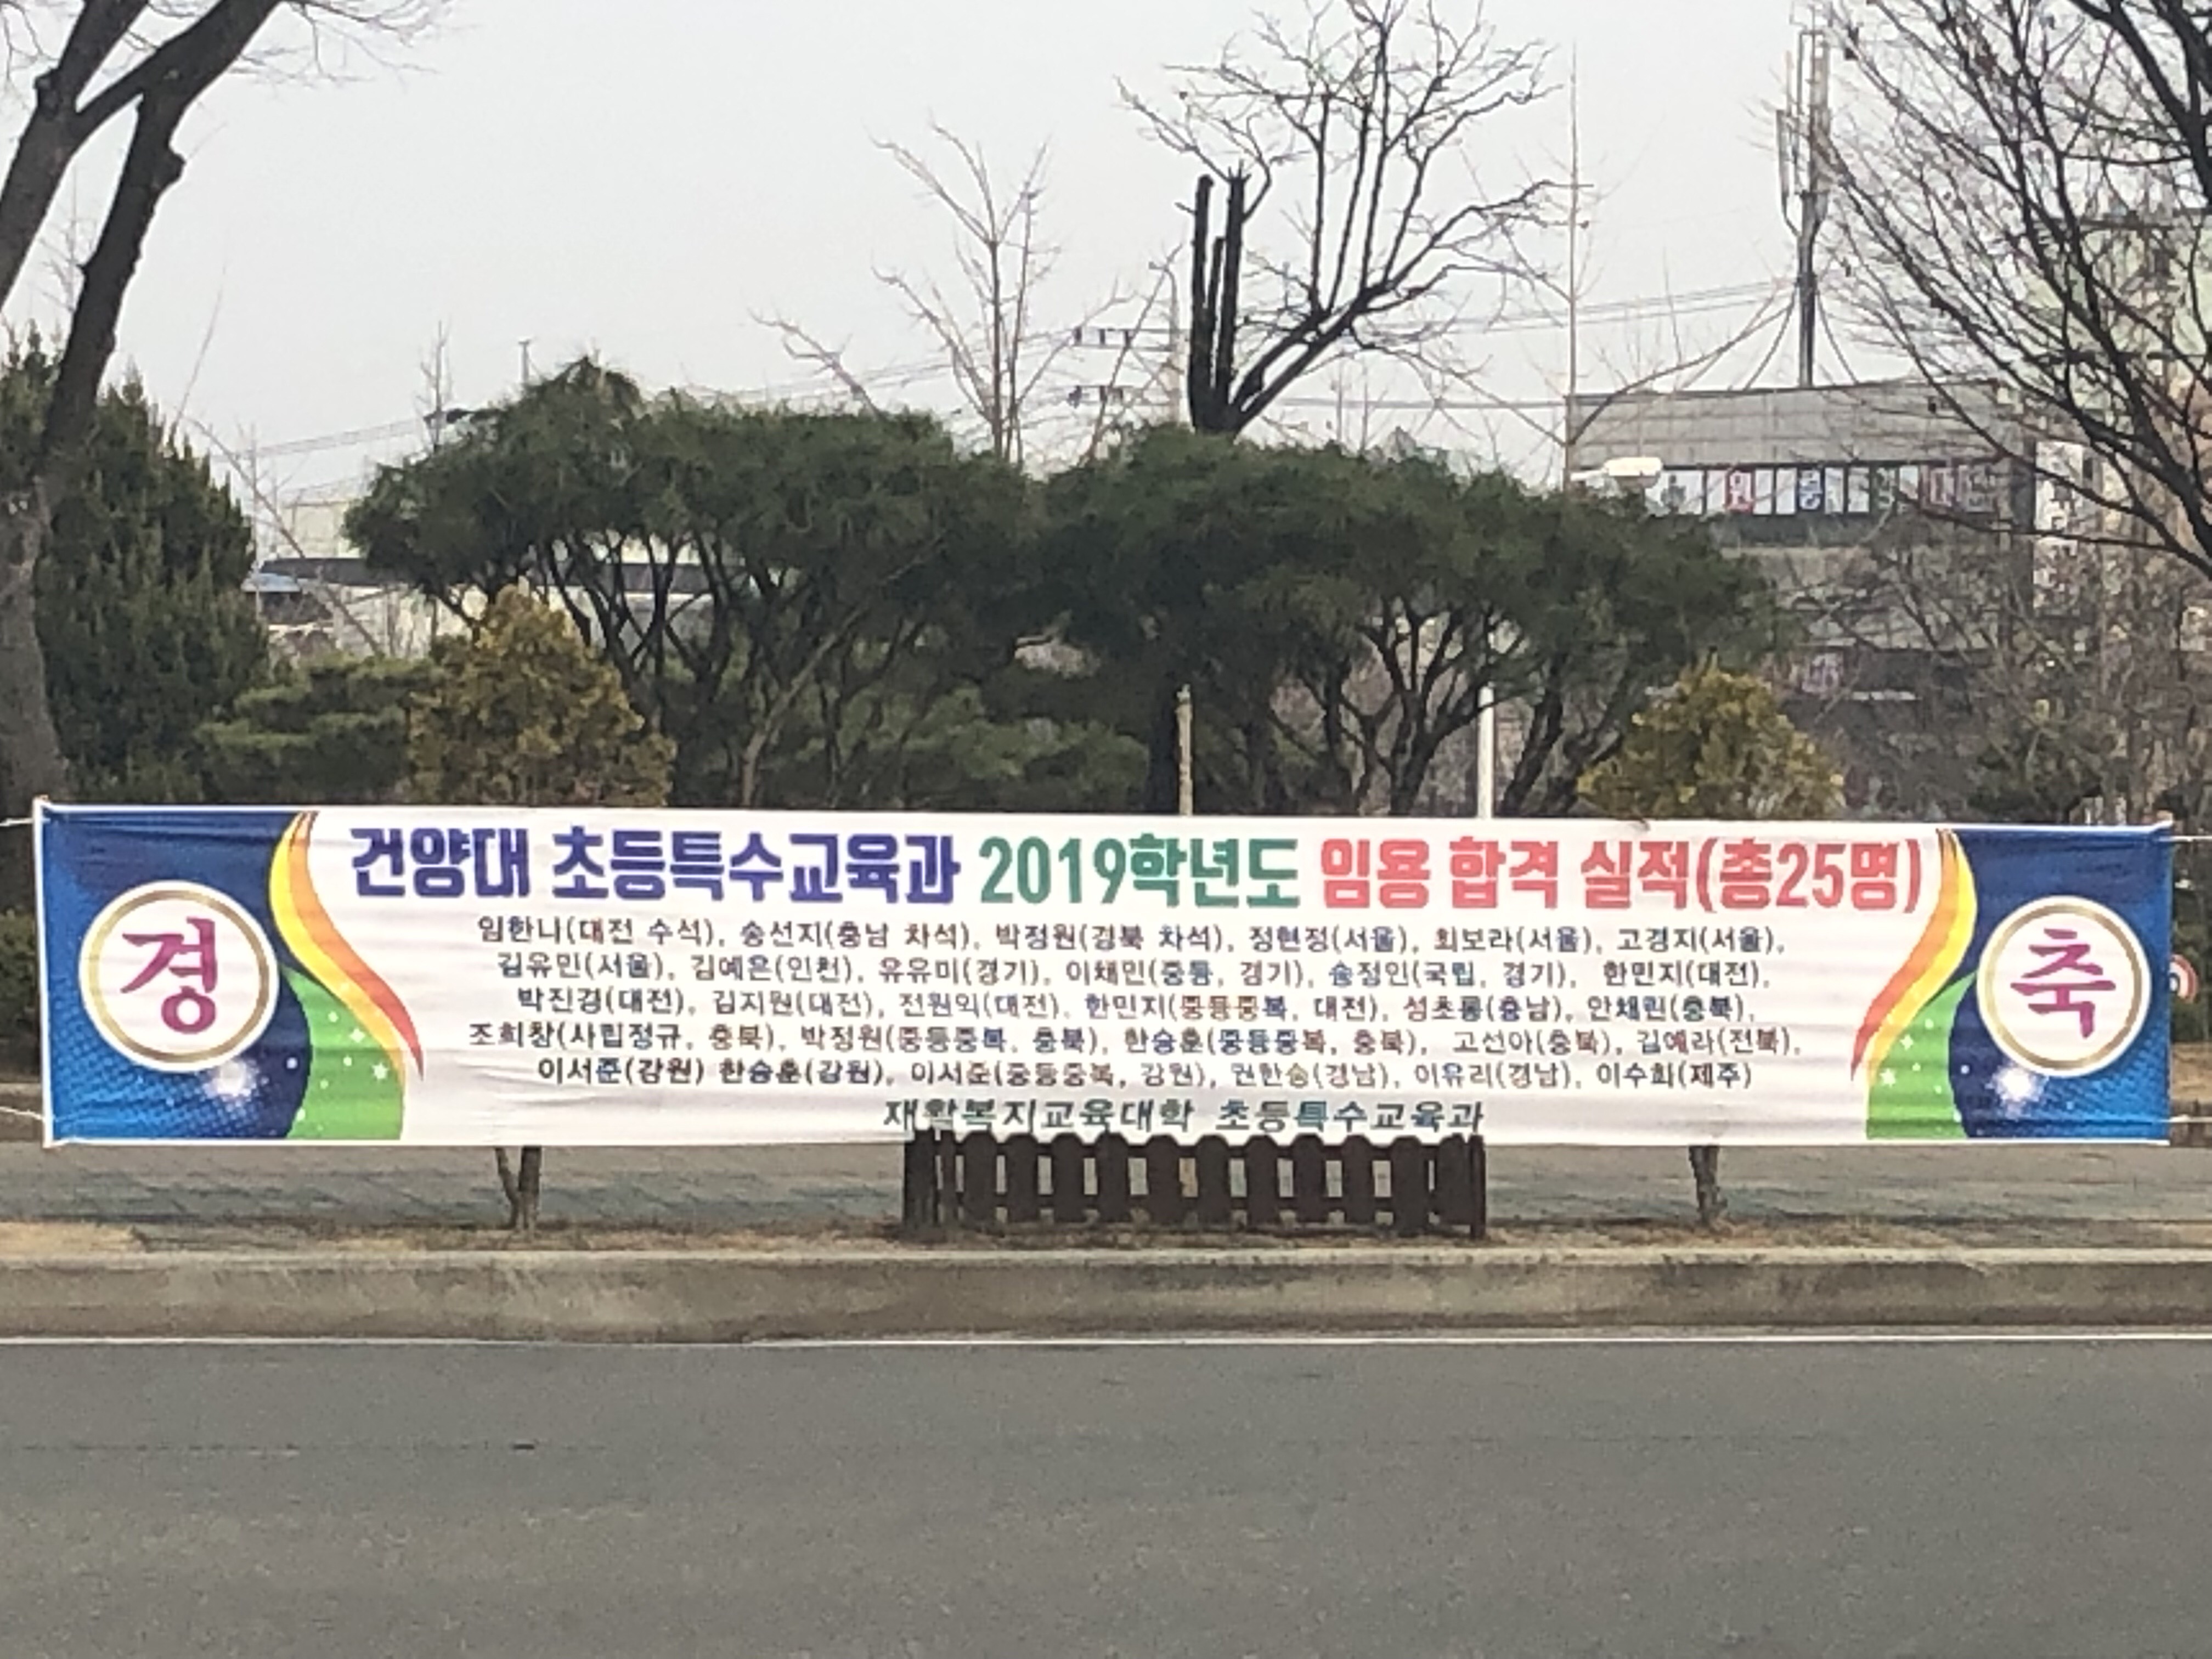 경 축
건양대 초등특수교육과 2019학년도 임용 합격 실적(총25명)
임한나(대전 수석), 송선지(충남 차석), 박정원(경북 차석), 정현정(서울), 최보라(서울), 고경지(서울),
김유민(서울), 김예은(인천), 유유미(경기), 이채민(중등, 경기), 송정인(국립, 경기), 한민지(대전),
박진경(대전), 김지원(대전), 전원익(대전), 한민지(중등중복, 대전), 성초롱(충남), 안채린(충북),
조희창(사립정규, 충북), 박정원(중등중복, 충북), 한승훈(중등중복, 충북), 고선아(충북), 김예라(전북),
이서준(강원) 한승훈(강원), 이서준(중등중복, 강원), 권한솔(경남), 이유리(경남), 이수희(제주)
재활복지교육대학 초등특수교육과